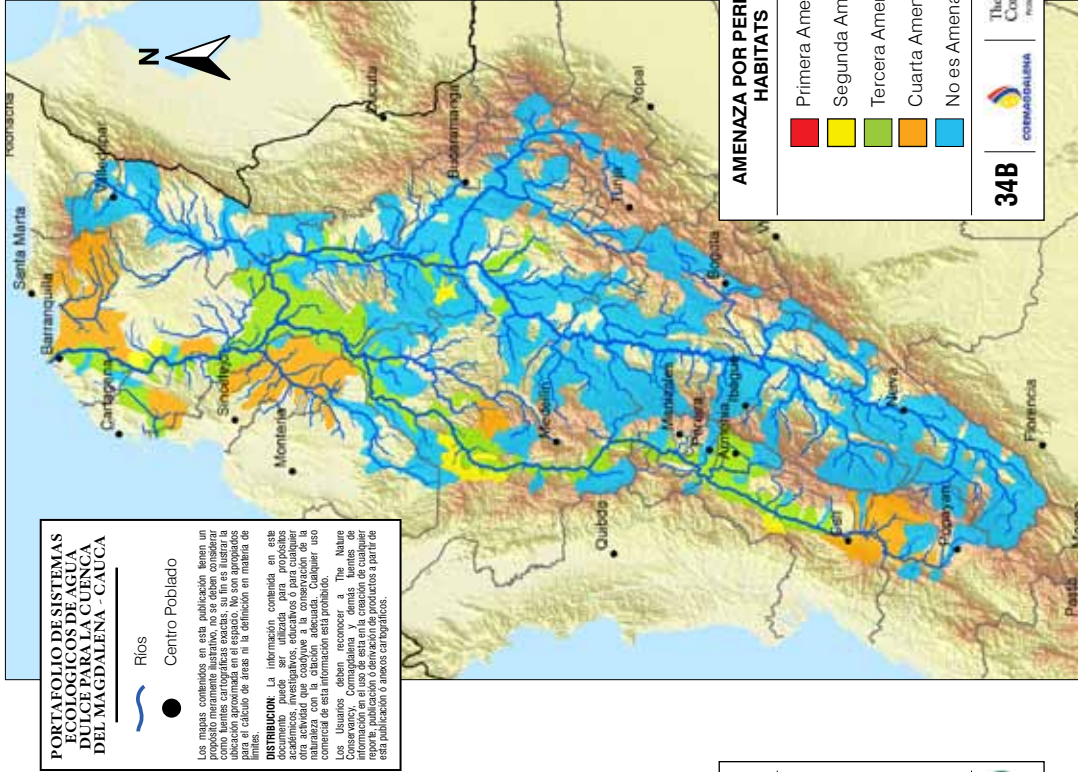 PORTAFOLIO DE SISTEMAS
ECOLOGICOS DE AGUA
DULCE PARA LA CUENCA
DEL MAGDALENA - CAUCA
Ríos
Centro Poblado
Los mapas contenidos en esta publicación tienen un
propósito meramente ilustrativo, no se deben considerar
como fuentes cartográficas exactas, su fin es ilustrar la
ubicación aproximada en el espacio. No son apropiados
para el cálculo de áreas ni la definición en materia de
límites.
DISTRIBUCION: La información contenida en este
documento puede ser utilizada para propósitos
académicos, investigativos, educativos ó para cualquier
otra actividad que coadyuve a la conservación de la
naturaleza con la citación adecuada. Cualquier uso
comercial de esta información está prohibido.
Los Usuarios deben reconocer a The Nature
Conservancy, Cormagdalena y demás fuentes de
información en el uso de esta en la creación de cualquier
reporte, publicación ó derivación de productos a partir de
esta publicación ó anexos cartográficos.
N
Santa Marta
Barranquilla
Valledupar
Cartagena
Sincelejo
Montería
Cúcuta
Bucaramanga
Medellín
Quibdo
Yopal
Tunja
Manizales
Pereira
Armenia
Ibague
Bogota
Cali
Neiva
Popayam
Florencia
Pasto
AMENAZA POR PERI
HABITATS
Primera Ame
Segunda Am
Tercera Amer
Cuarta Amen
No es Amena
34B
CORMAGDALENA
The